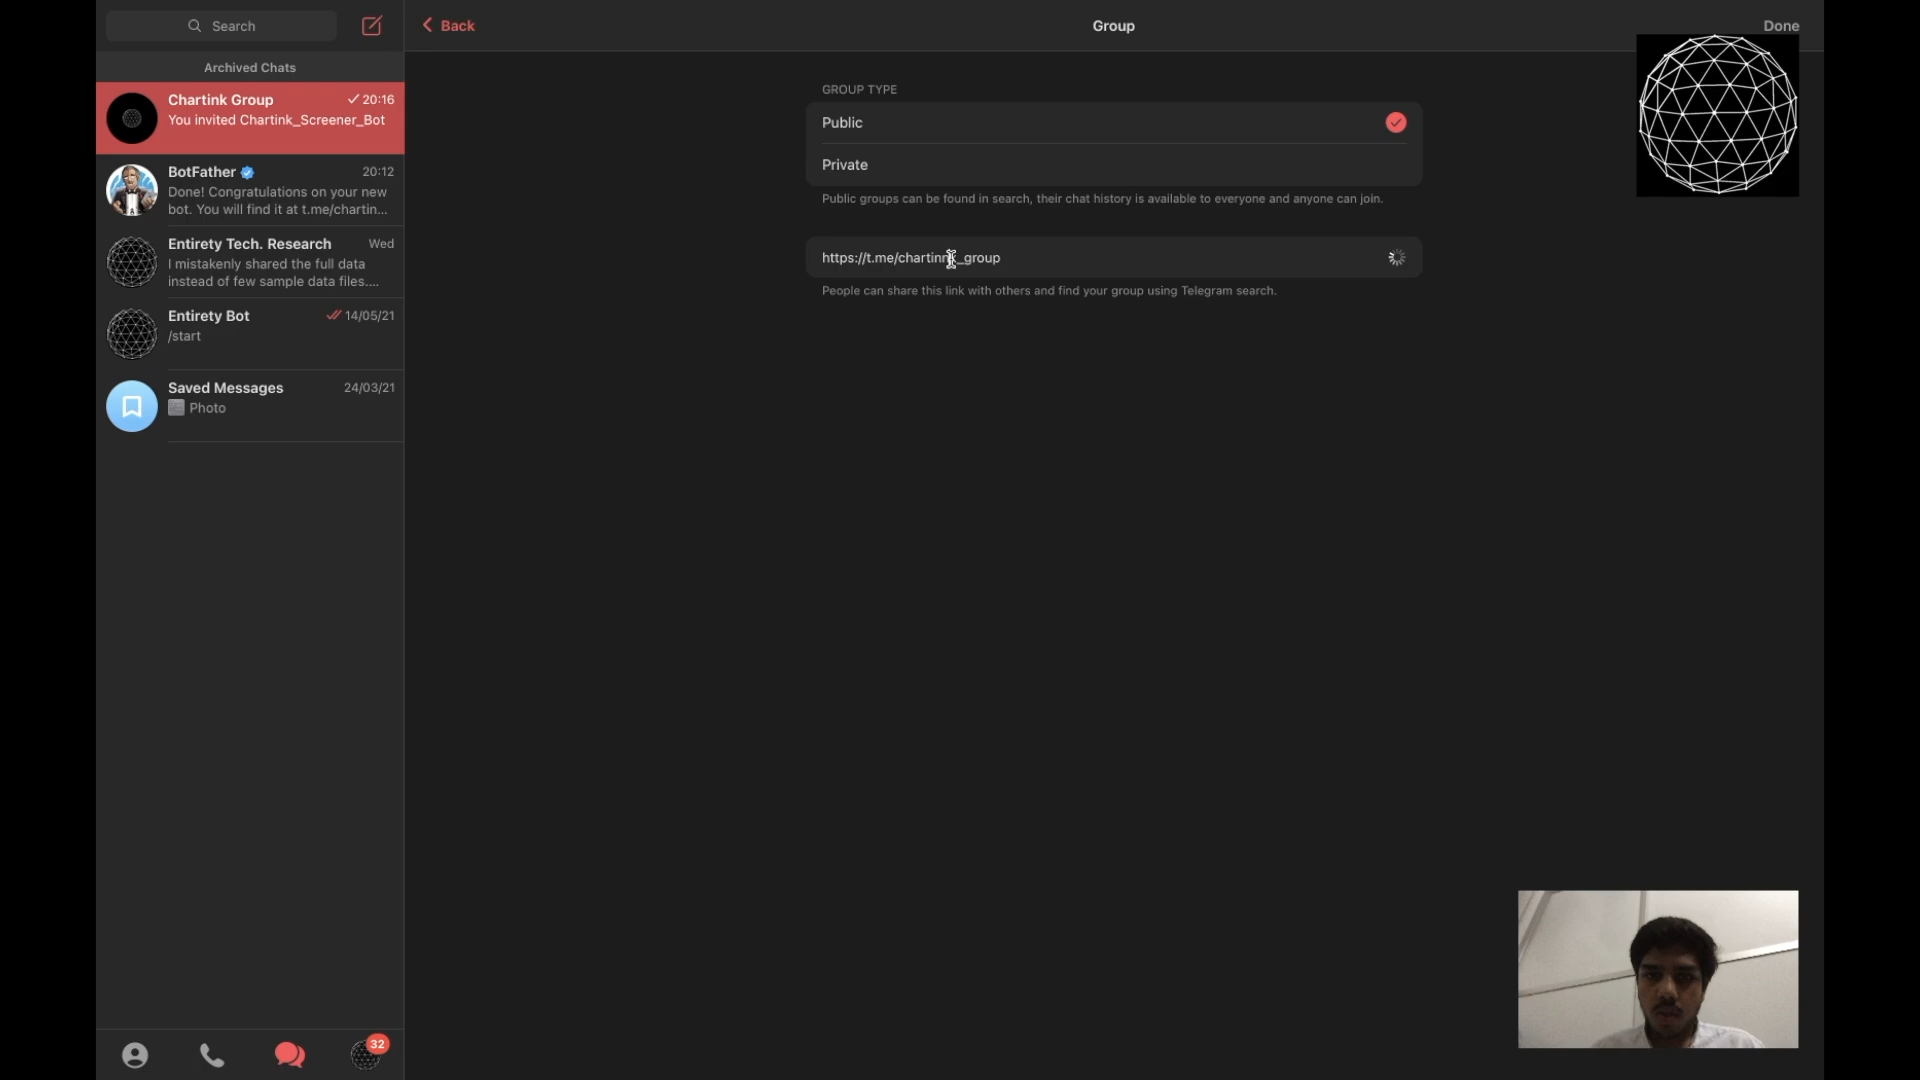 Search
Archived Chats
Chartink Group
20:16
You invited Chartink_Screener_Bot
BotFather
20:12
Done! Congratulations on your new
bot. You will find it at t.me/chartin...
Entirety Tech. Research
Wed
I mistakenly shared the full data
instead of few sample data files....
Entirety Bot
14/05/21
/start
Saved Messages
24/03/21
Photo
32
Back
Group
Done
GROUP TYPE
Public
Private
Public groups can be found in search, their chat history is available to everyone and anyone can join.
People can share this link with others and find your group using Telegram search.